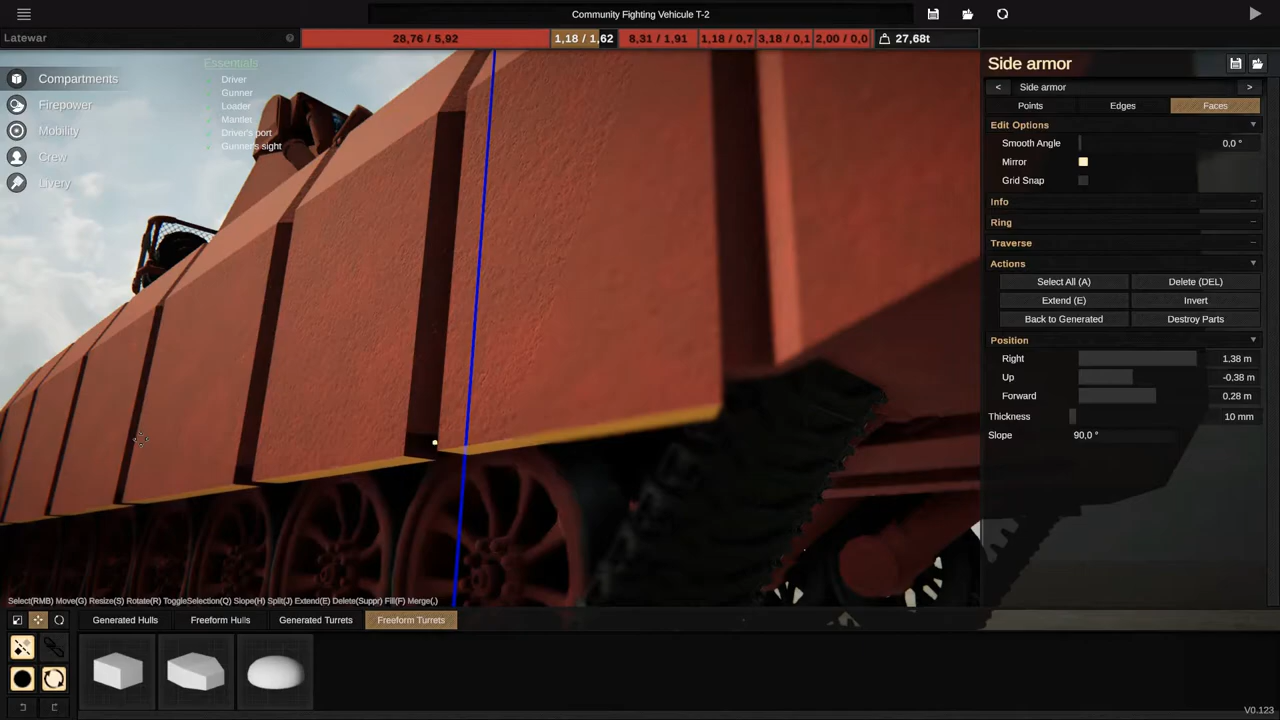 Community Fighting Vehicule T-2
Latewar
28,76 / 5,92
1,18 / 1,62
8,31 / 1,91
1,18 / 0,7
3,18 / 0,1
2,00 / 0,0
27,68t
Compartments
Firepower
Mobility
Crew
Livery
Essentials
Driver
Gunner
Loader
Mantlet
Driver's port
Gunner's sight
Side armor
< Side armor >
Points Edges Faces
Edit Options
Smooth Angle 0.0 °
Mirror
Grid Snap
Info
Ring
Traverse
Actions
Select All (A) Delete (DEL)
Extend (E) Invert
Back to Generated Destroy Parts
Position
Right 1.38 m
Up -0.38 m
Forward 0.28 m
Thickness 10 mm
Slope 90,0 °
Select(RMB) Move(G) Resize(S) Rotate(R) ToggleSelection(Q) Slope(H) Split(J) Extend(E) Delete(Suppr) Fill(F) Merge(,)
Generated Hulls Freeform Hulls Generated Turrets Freeform Turrets
V0.123